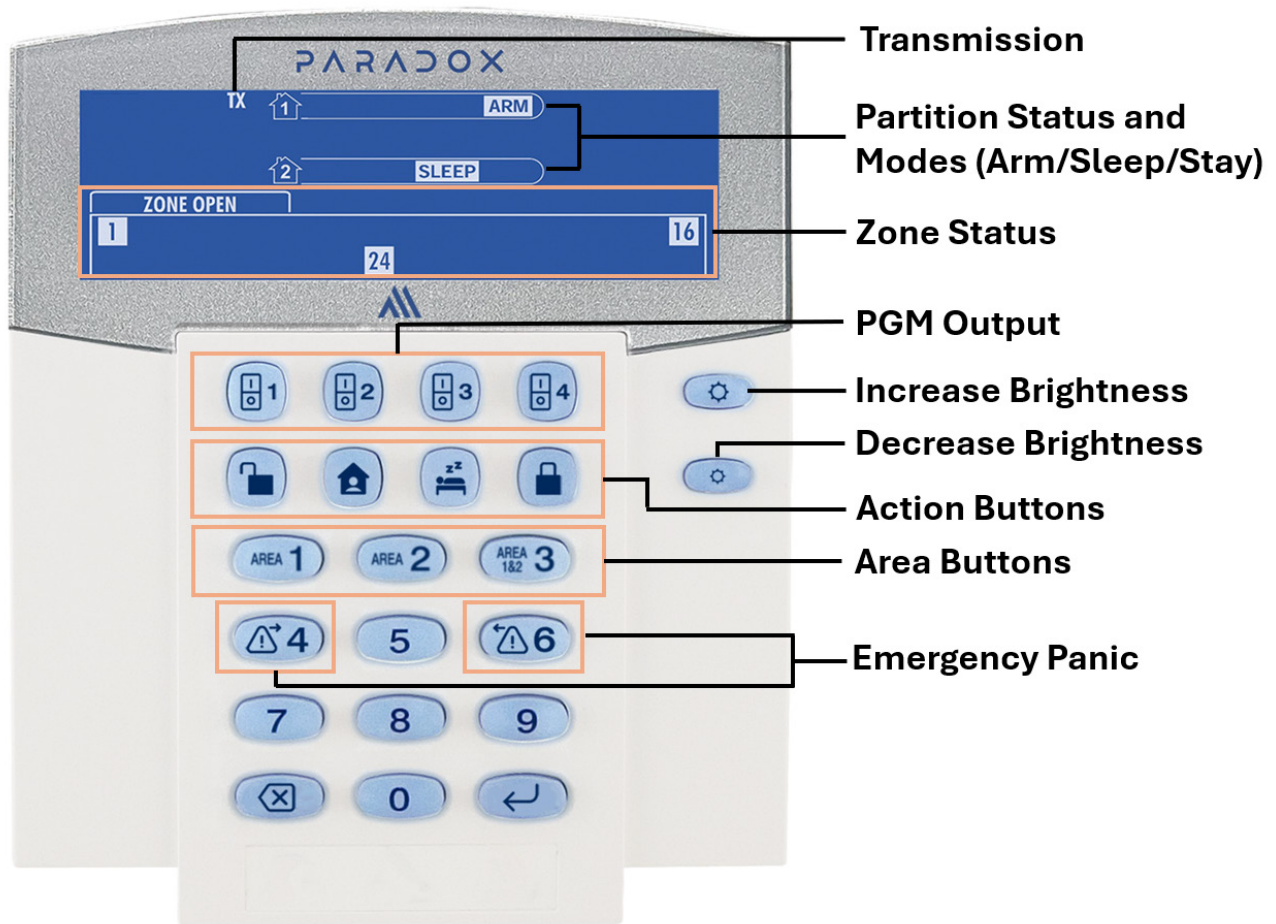 PARADOX
Transmission
TX 1 ARM
Partition Status and
Modes (Arm/Sleep/Stay)
2 SLEEP
ZONE OPEN
1 16
Zone Status
24
PGM Output
1 2 3 4
Increase Brightness
Decrease Brightness
zz
Action Buttons
AREA 1 AREA 2 AREA 1&2 3
Area Buttons
4 5 6
Emergency Panic
7 8 9
0